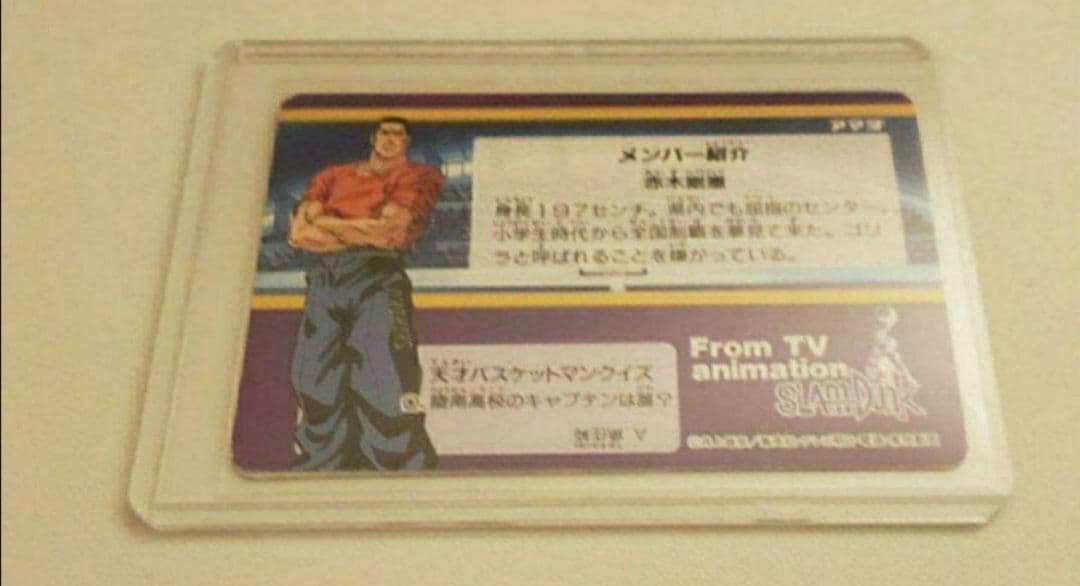 アマダ
メンバー紹介
赤木剛憲
身長197センチ。県内でも屈指のセンター。
小学生時代から全国制覇を夢見て来た。ゴリ
ラと呼ばれることを嫌がっている。
天才バスケットマンクイズ
Q. 陵南高校のキャプテンは誰?
A
From TV
animation
SLAM DUNK